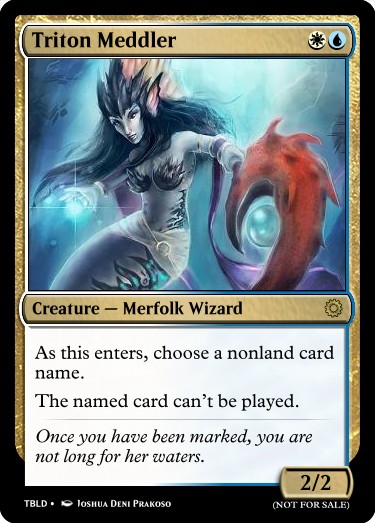 Triton Meddler
Creature — Merfolk Wizard
As this enters, choose a nonland card
name.
The named card can't be played.
Once you have been marked, you are
not long for her waters.
2/2
TBLD • Joshua Deni Prakoso
(NOT FOR SALE)